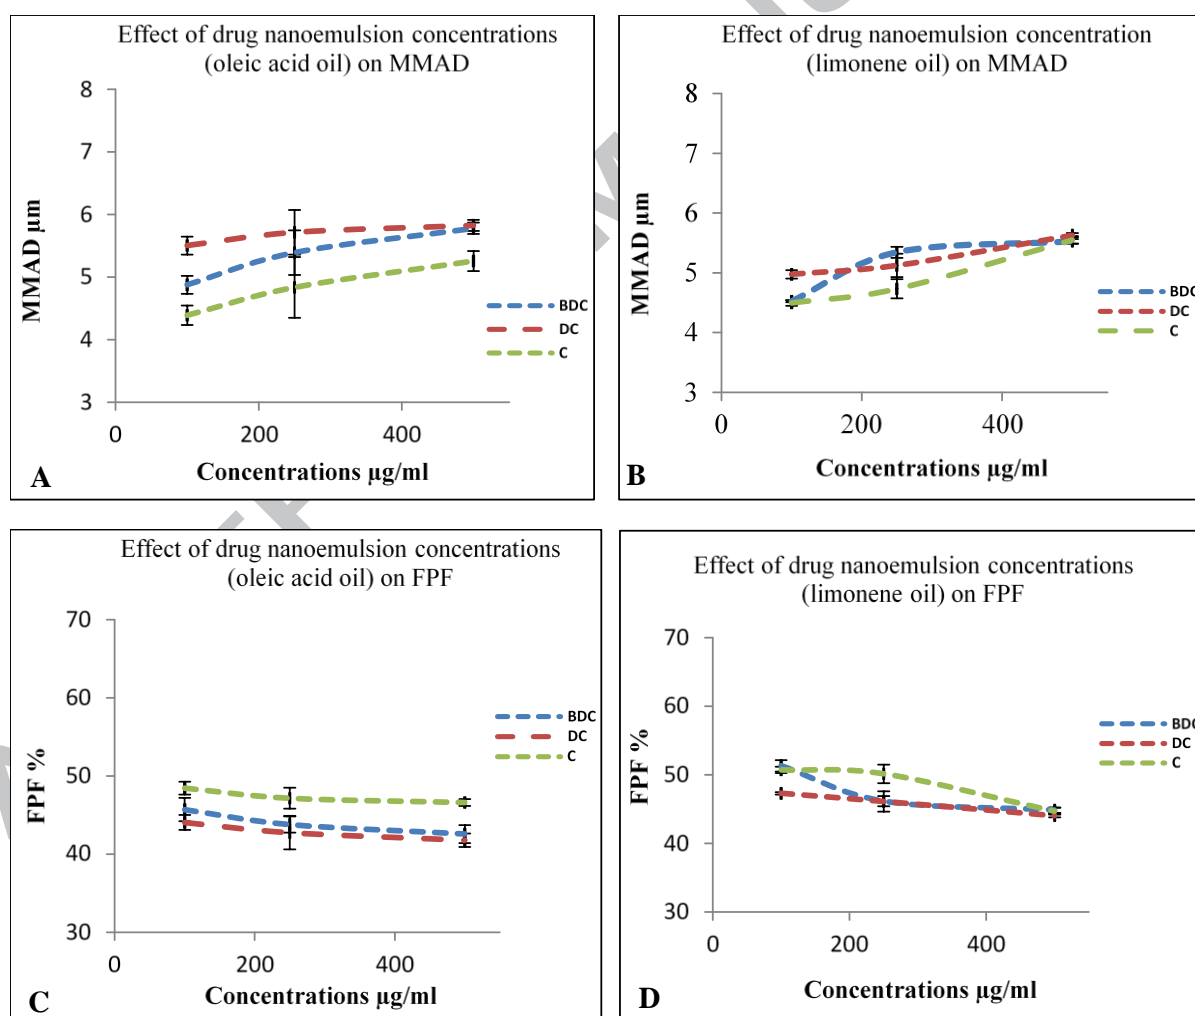 Effect of drug nanoemulsion concentrations
(oleic acid oil) on MMAD
8
7
6
5
4
3
0
200
400
MMAD µm
Concentrations µg/ml
BDC
DC
C
A
Effect of drug nanoemulsion concentration
(limonene oil) on MMAD
8
7
6
5
4
3
0
200
400
MMAD µm
Concentrations µg/ml
BDC
DC
C
B
Effect of drug nanoemulsion concentrations
(oleic acid oil) on FPF
70
60
50
40
30
0
200
400
FPF %
Concentrations µg/ml
BDC
DC
C
C
Effect of drug nanoemulsion concentrations
(limonene oil) on FPF
70
60
50
40
30
0
200
400
FPF %
Concentrations µg/ml
BDC
DC
C
D